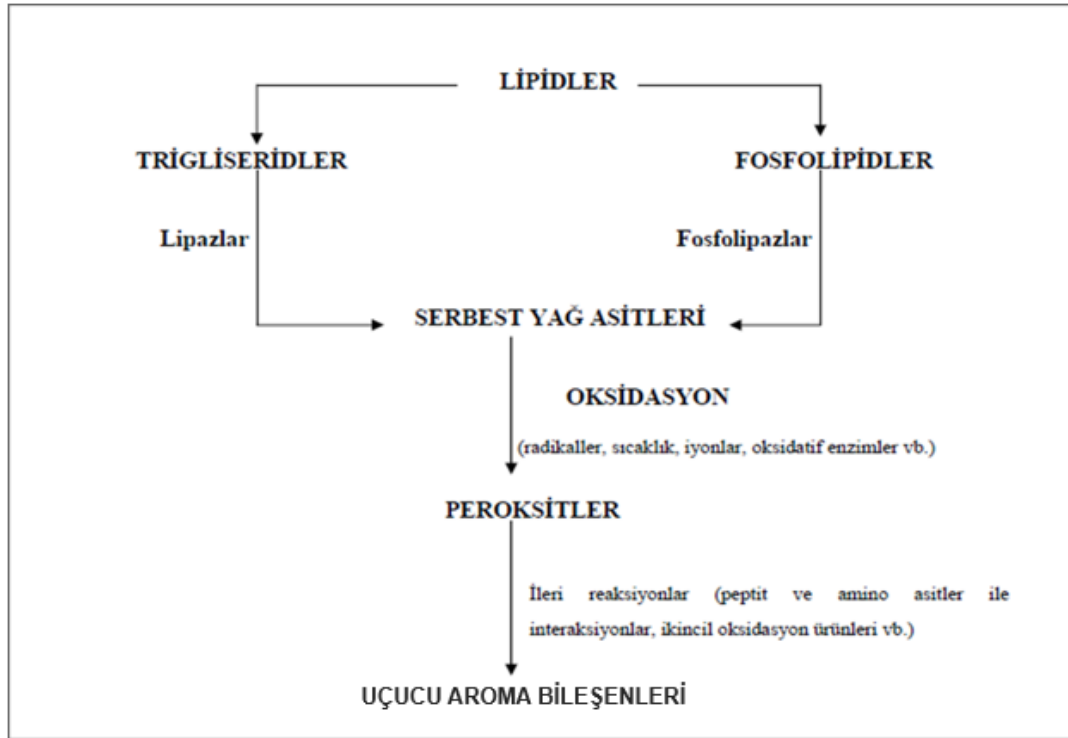 LİPİDLER
TRİGLİSERİDLER
FOSFOLİPİDLER
Lipazlar
Fosfolipazlar
SERBEST YAĞ ASİTLERİ
OKSİDASYON
(radikaller, sıcaklık, iyonlar, oksidatif enzimler vb.)
PEROKSİTLER
İleri reaksiyonlar (peptit ve amino asitler ile
interaksiyonlar, ikincil oksidasyon ürünleri vb.)
UÇUCU AROMA BİLEŞENLERİ